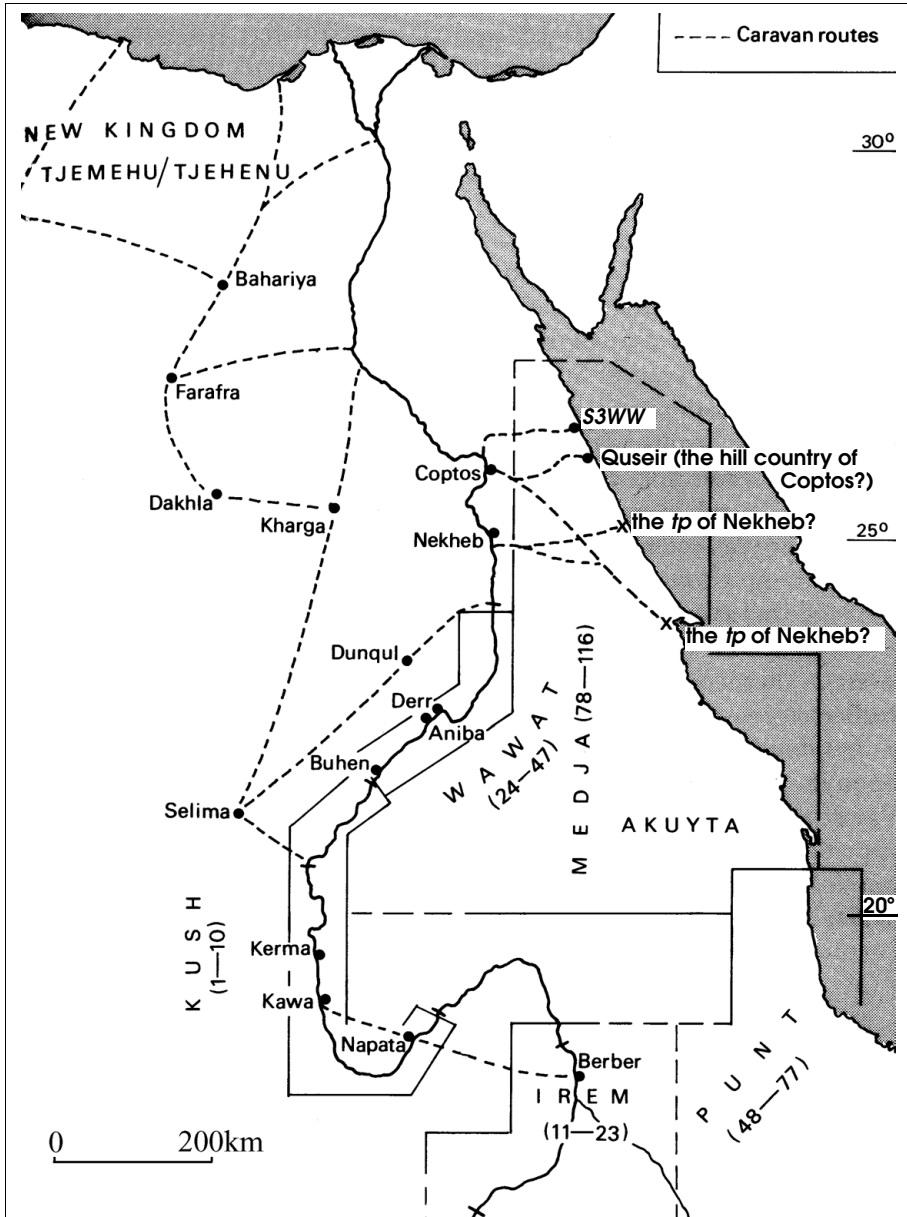 Caravan routes
NEW KINGDOM
TJEMEHU/TJEHENU
30°
Bahariya
Farafra
S3WW
Coptos
Quseir (the hill country of
Coptos?)
Dakhla
Kharga
Nekheb
the tp of Nekheb?
25°
the tp of Nekheb?
Dunqul
Derr
Aniba
Buhen
WAWAT
(24—47)
MEDJA (78—116)
AKUYTA
Selima
20°
KUSH
(1—10)
Kerma
Kawa
Napata
Berber
IREM
(11—23)
PUNT
(48—77)
0 200km